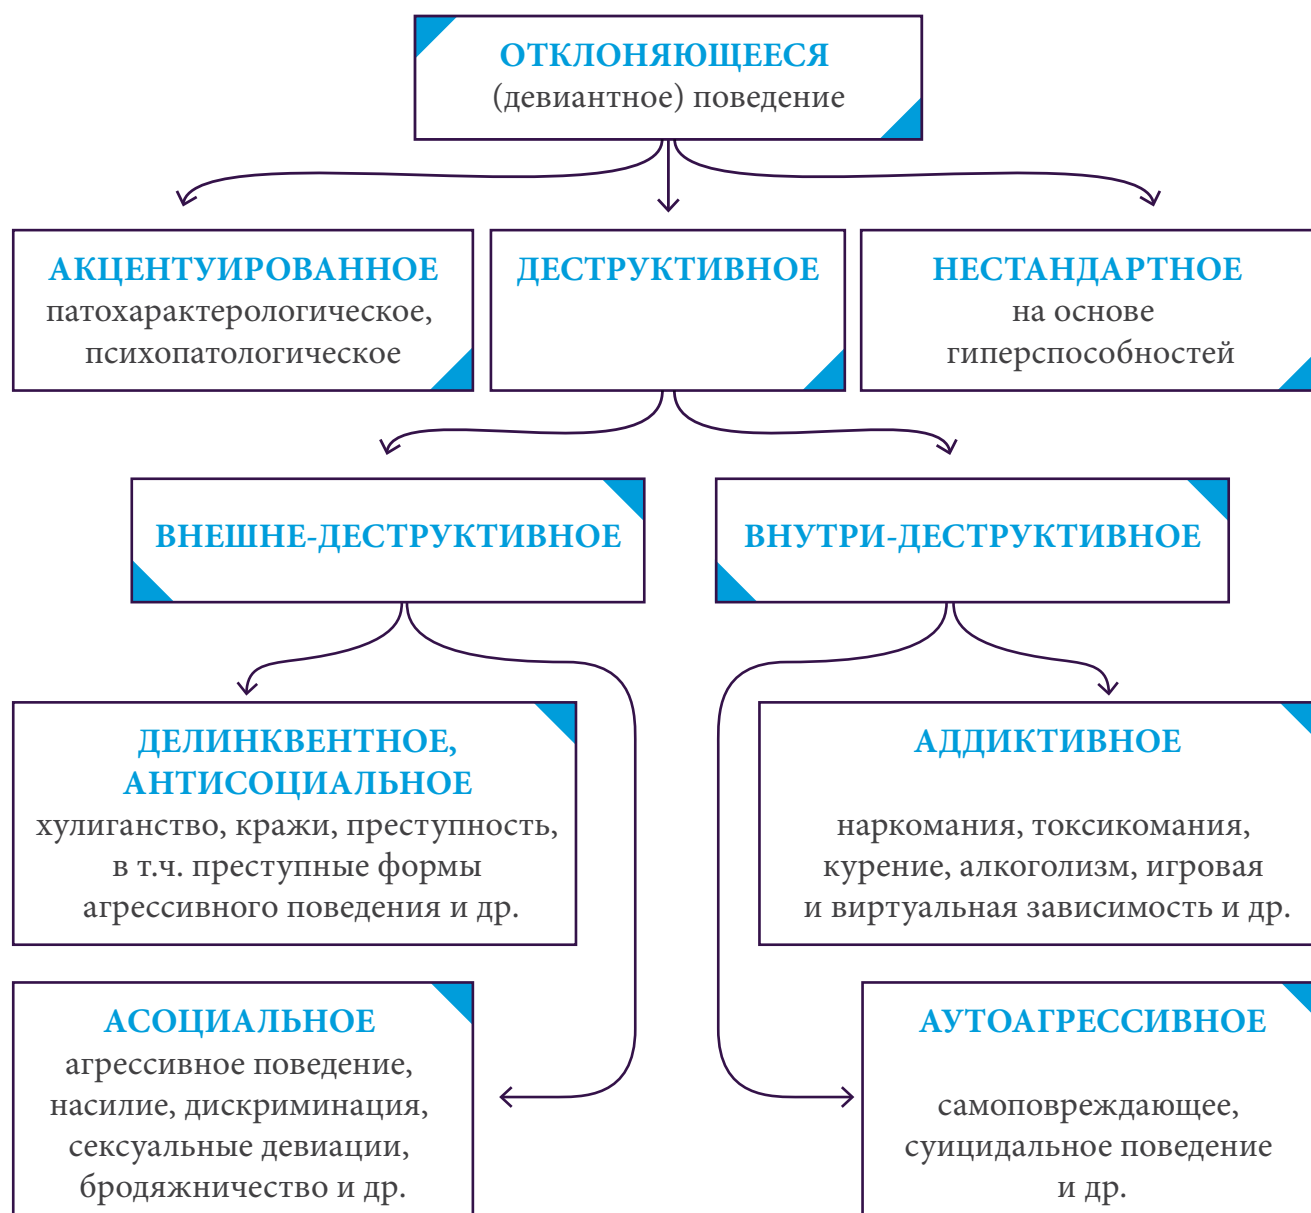 ОТКЛОНЯЮЩЕЕСЯ
(девиантное) поведение
АКЦЕНТУИРОВАННОЕ
патохарактерологическое,
психопатологическое
ДЕСТРУКТИВНОЕ
НЕСТАНДАРТНОЕ
на основе
гиперспособностей
ВНЕШНЕ-ДЕСТРУКТИВНОЕ
ВНУТРИ-ДЕСТРУКТИВНОЕ
ДЕЛИНКВЕНТНОЕ,
АНТИСОЦИАЛЬНОЕ
хулиганство, кражи, преступность,
в т.ч. преступные формы
агрессивного поведения и др.
АДДИКТИВНОЕ
наркомания, токсикомания,
курение, алкоголизм, игровая
и виртуальная зависимость и др.
АСОЦИАЛЬНОЕ
агрессивное поведение,
насилие, дискриминация,
сексуальные девиации,
бродяжничество и др.
АУТОАГРЕССИВНОЕ
самоповреждающее,
суицидальное поведение
и др.